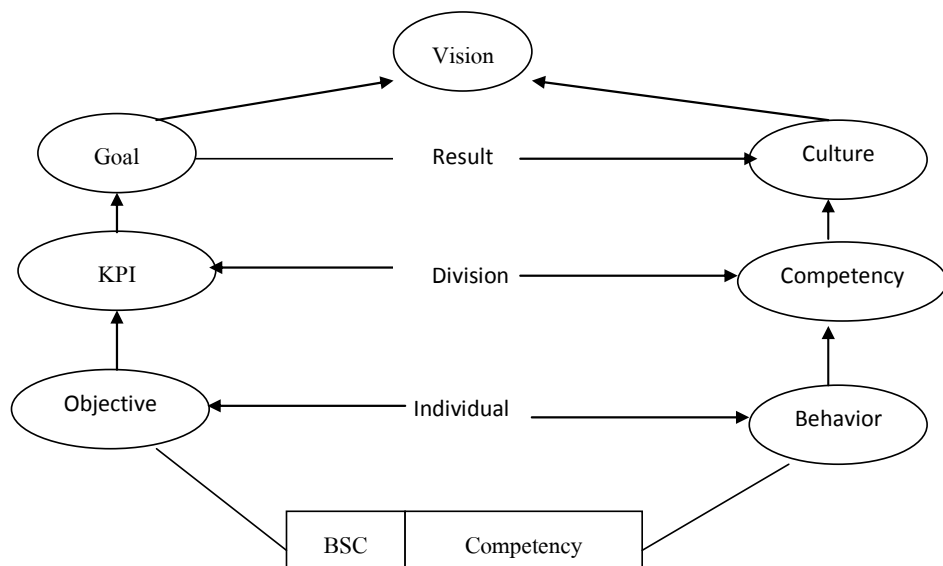 Vision
Goal
Result
Culture
KPI
Division
Competency
Objective
Individual
Behavior
BSC
Competency